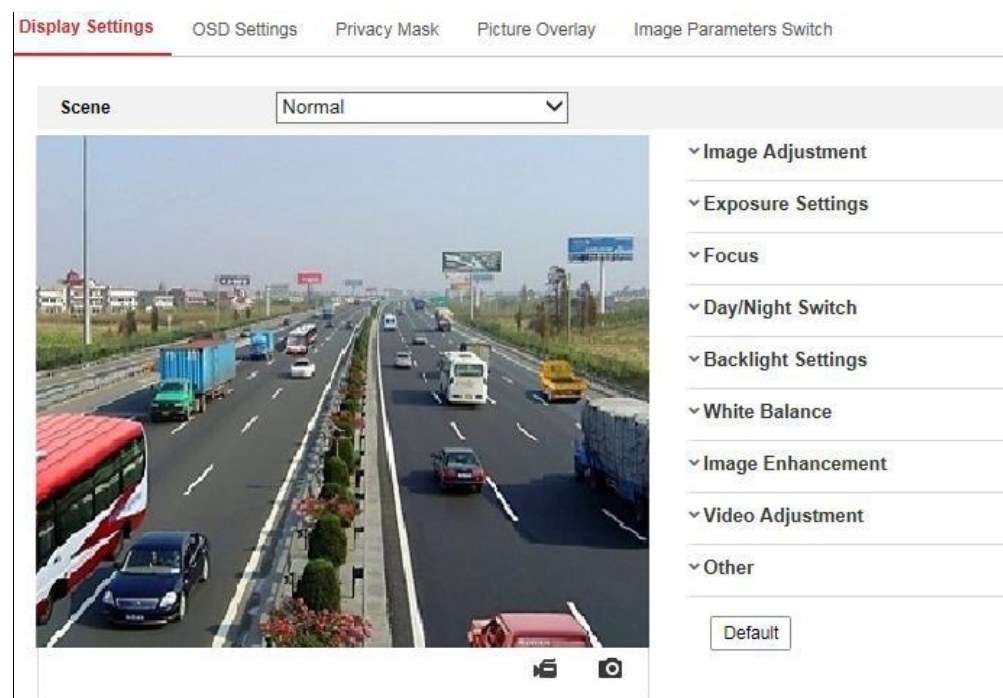 Display Settings OSD Settings Privacy Mask Picture Overlay Image Parameters Switch
Scene Normal
Image Adjustment
Exposure Settings
Focus
Day/Night Switch
Backlight Settings
White Balance
Image Enhancement
Video Adjustment
Other
Default